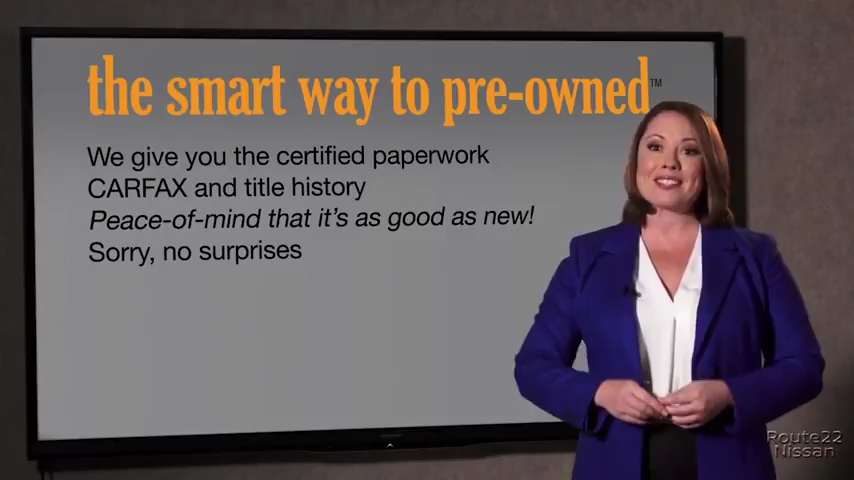 the smart way to pre-owned™
We give you the certified paperwork
CARFAX and title history
Peace-of-mind that it's as good as new!
Sorry, no surprises
Route22
Nissan